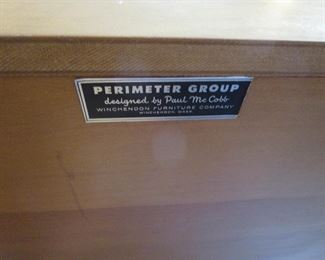 PERIMETER GROUP
designed by Paul McCobb
WINCHENDON FURNITURE COMPANY
WINCHENDON, MASS.